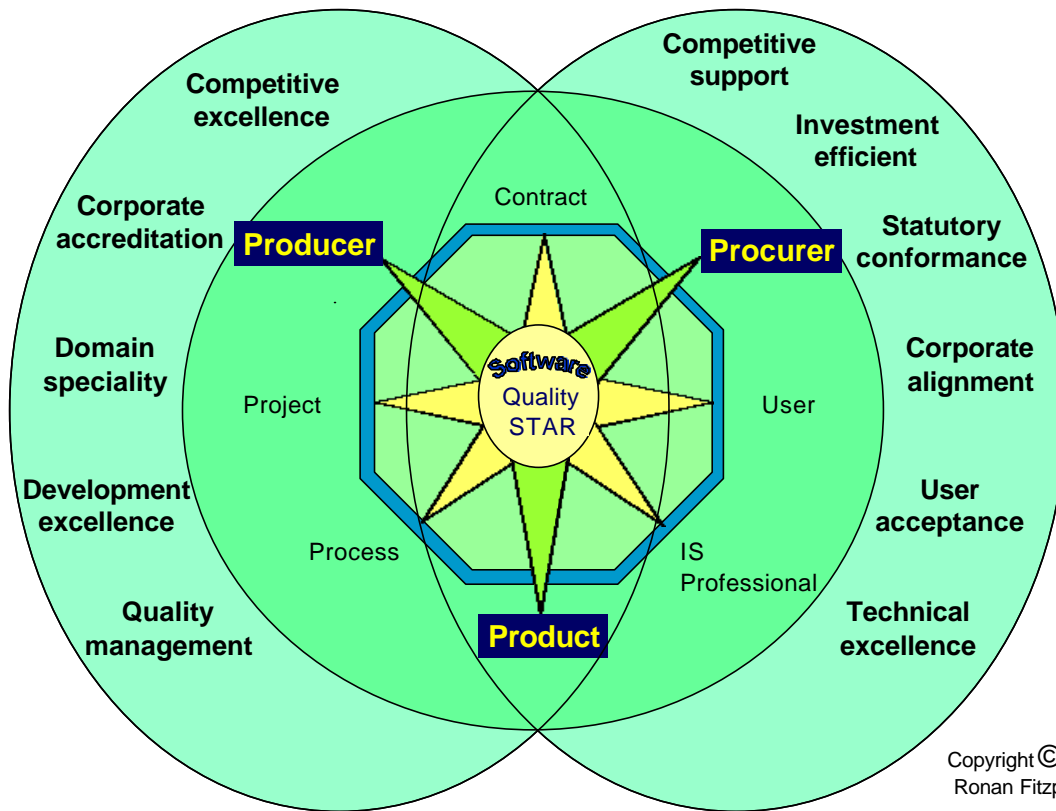 Competitive
excellence
Corporate
accreditation
Domain
speciality
Development
excellence
Quality
management
Competitive
support
Investment
efficient
Statutory
conformance
Corporate
alignment
User
acceptance
Technical
excellence
Contract
Producer
Procurer
Project
User
Process
IS
Professional
Product
Software
Quality
STAR
Copyright ©
Ronan